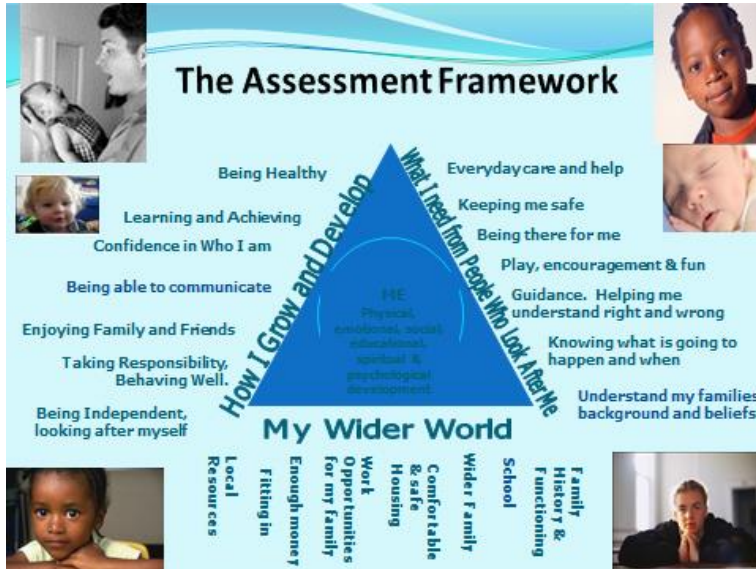 The Assessment Framework
Being Healthy
Learning and Achieving
Confidence in Who I am
Being able to communicate
Enjoying Family and Friends
Taking Responsibility,
Behaving Well.
Being Independent,
looking after myself
How I Grow and Develop
What I need from People Who Look After Me
Everyday care and help
Keeping me safe
Being there for me
Play, encouragement & fun
Guidance. Helping me
understand right and wrong
Knowing what is going to
happen and when
Understand my families
background and beliefs
ME
Physical,
emotional, social,
educational,
spiritual &
psychological
development
My Wider World
Local
Resources
Fitting in
Enough money
Work
Opportunities
for my family
Comfortable
& safe
Housing
Wider Family
School
Family
History &
Functioning